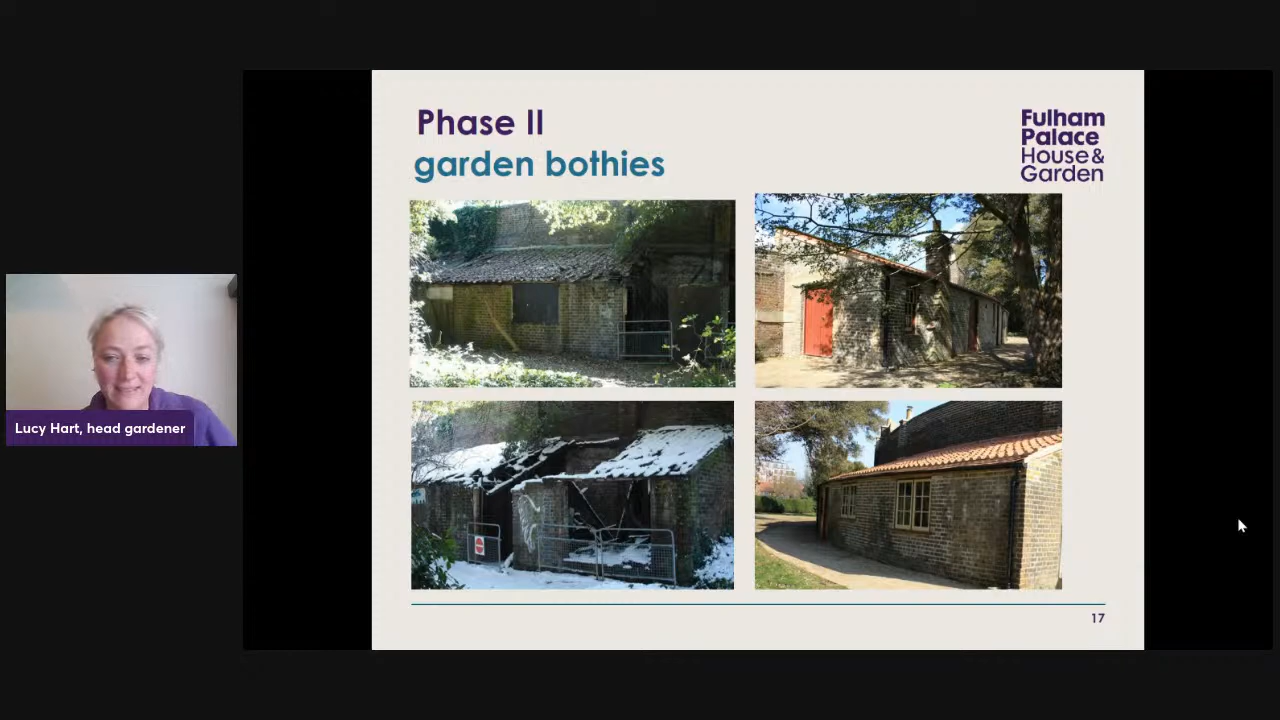 Phase II
garden bothies
Fulham
Palace
House &
Garden
Lucy Hart, head gardener
17